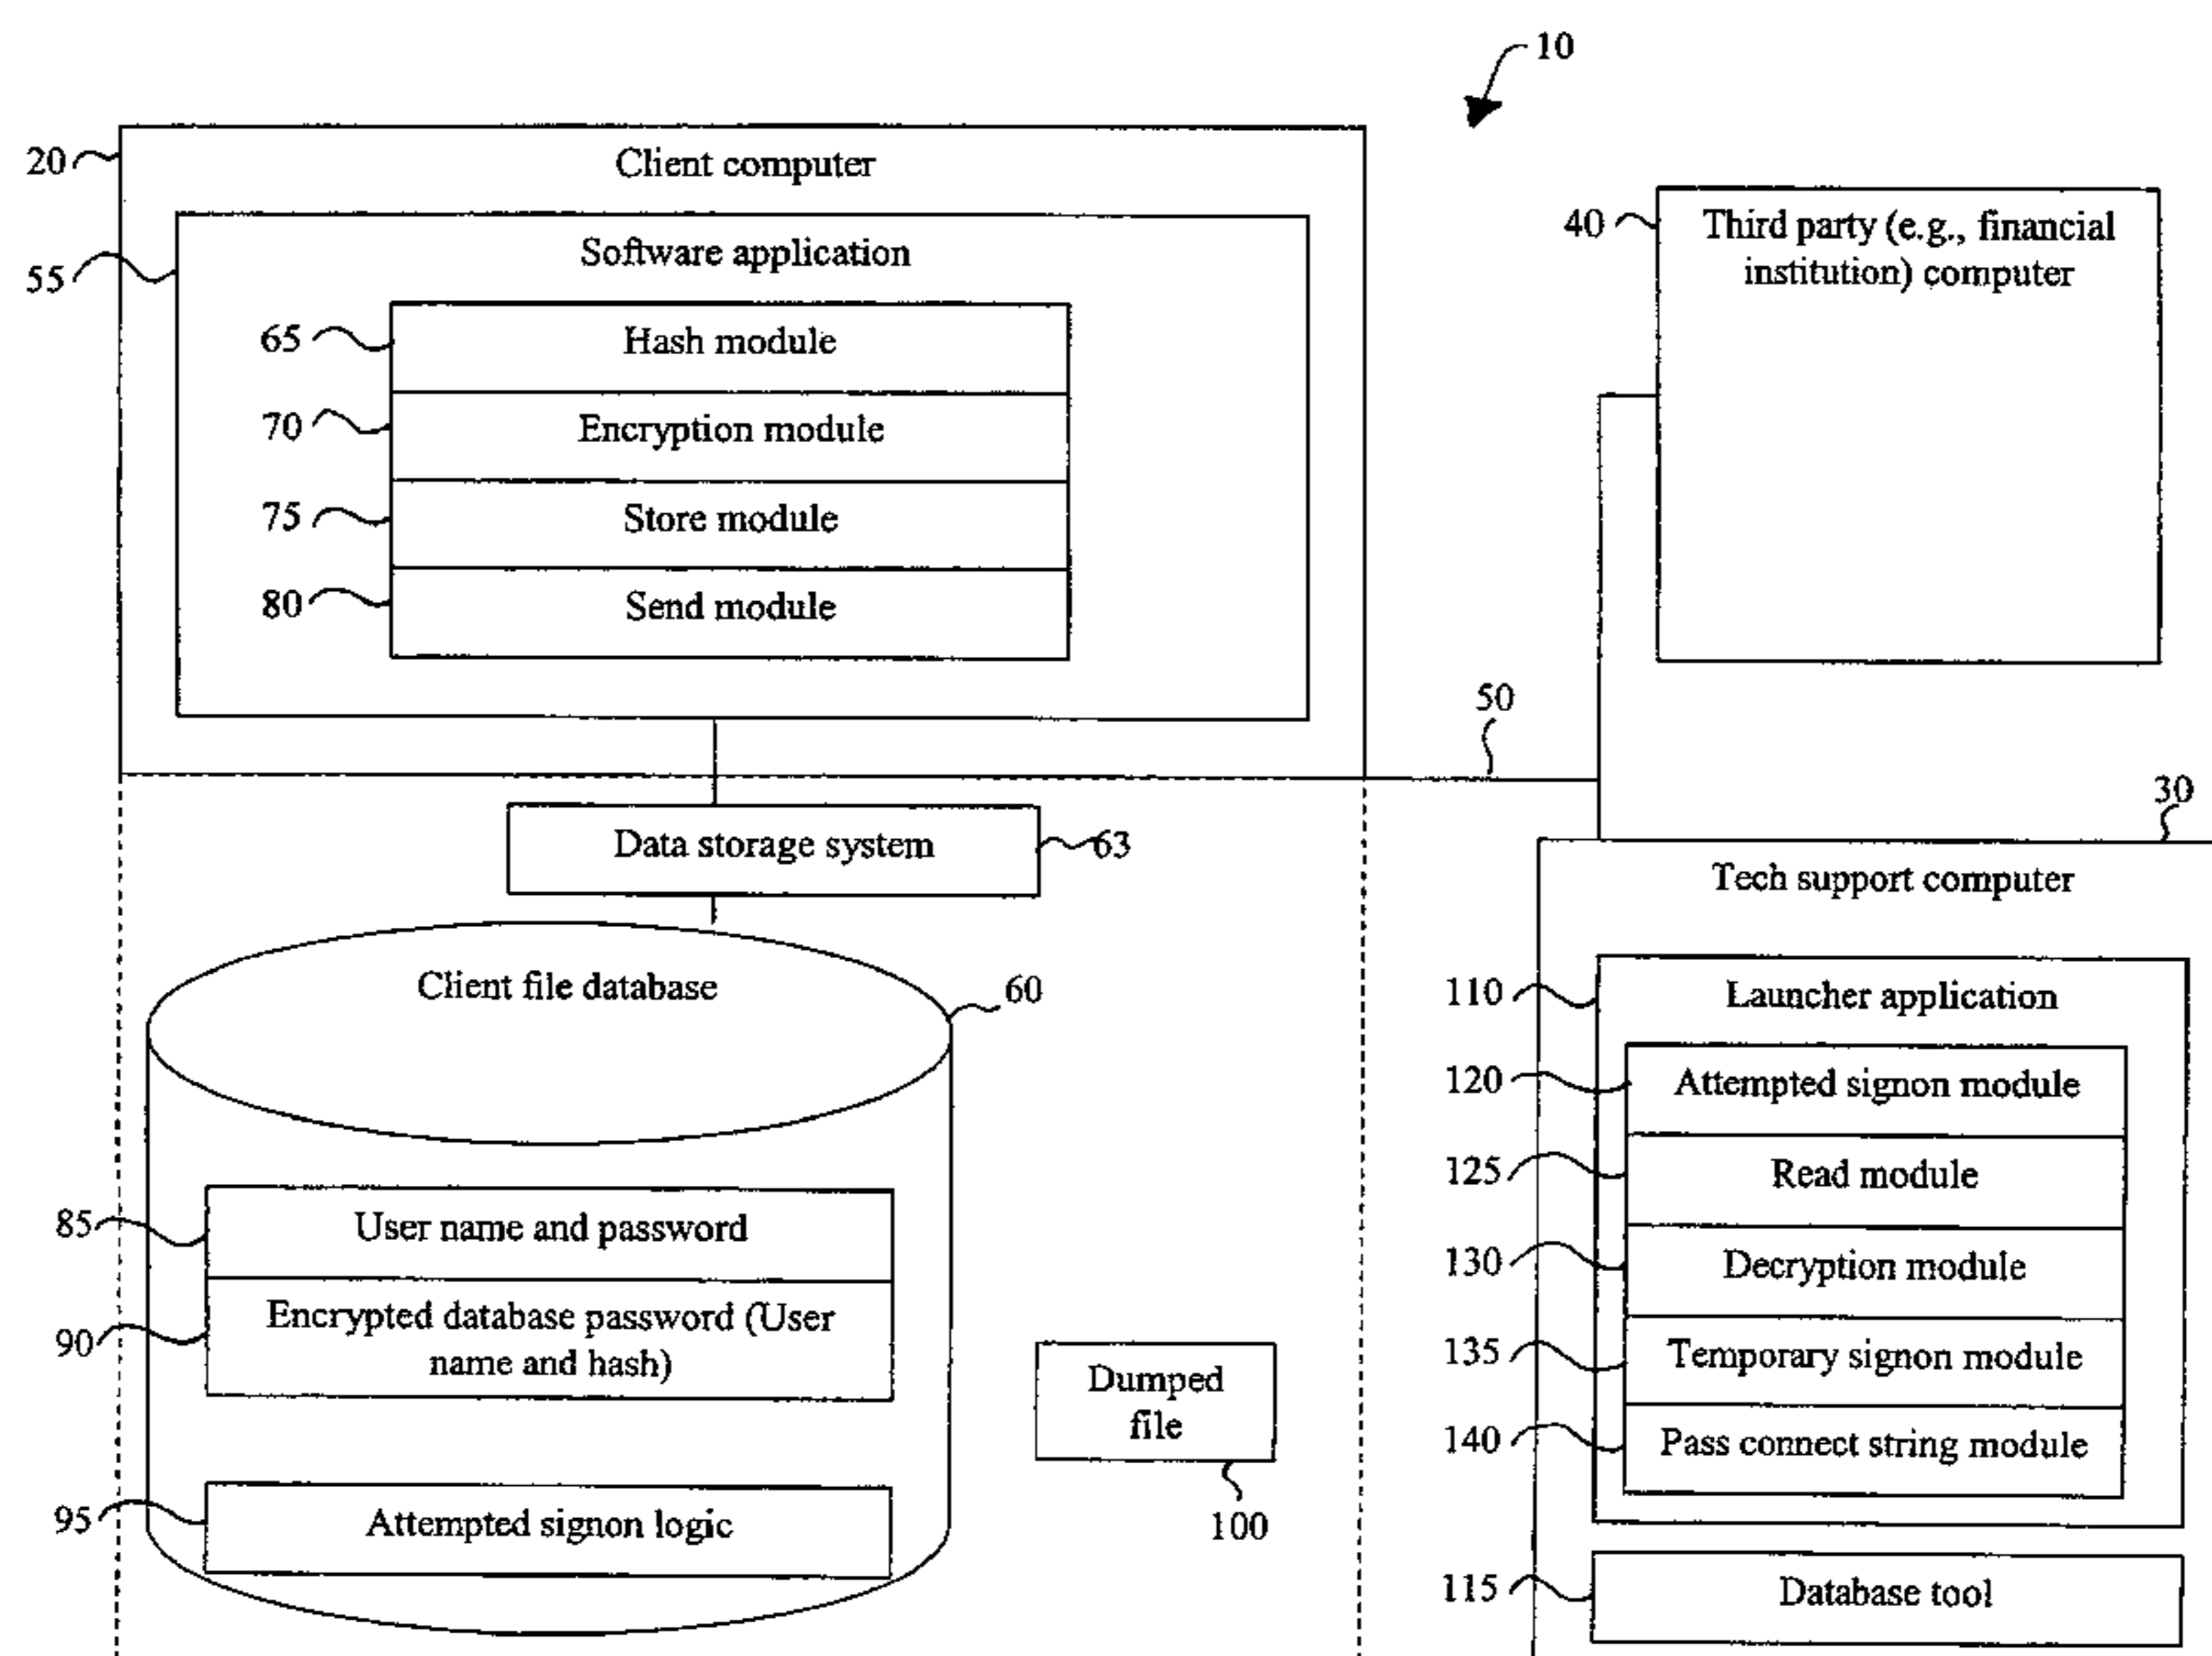 10
20
Client computer
55
Software application
65
Hash module
70
Encryption module
75
Store module
80
Send module
40
Third party (e.g., financial
institution) computer
50
Data storage system
63
Client file database
60
85
User name and password
90
Encrypted database password (User
name and hash)
95
Attempted signon logic
Dumped
file
100
30
Tech support computer
110
Launcher application
120
Attempted signon module
125
Read module
130
Decryption module
135
Temporary signon module
140
Pass connect string module
115
Database tool